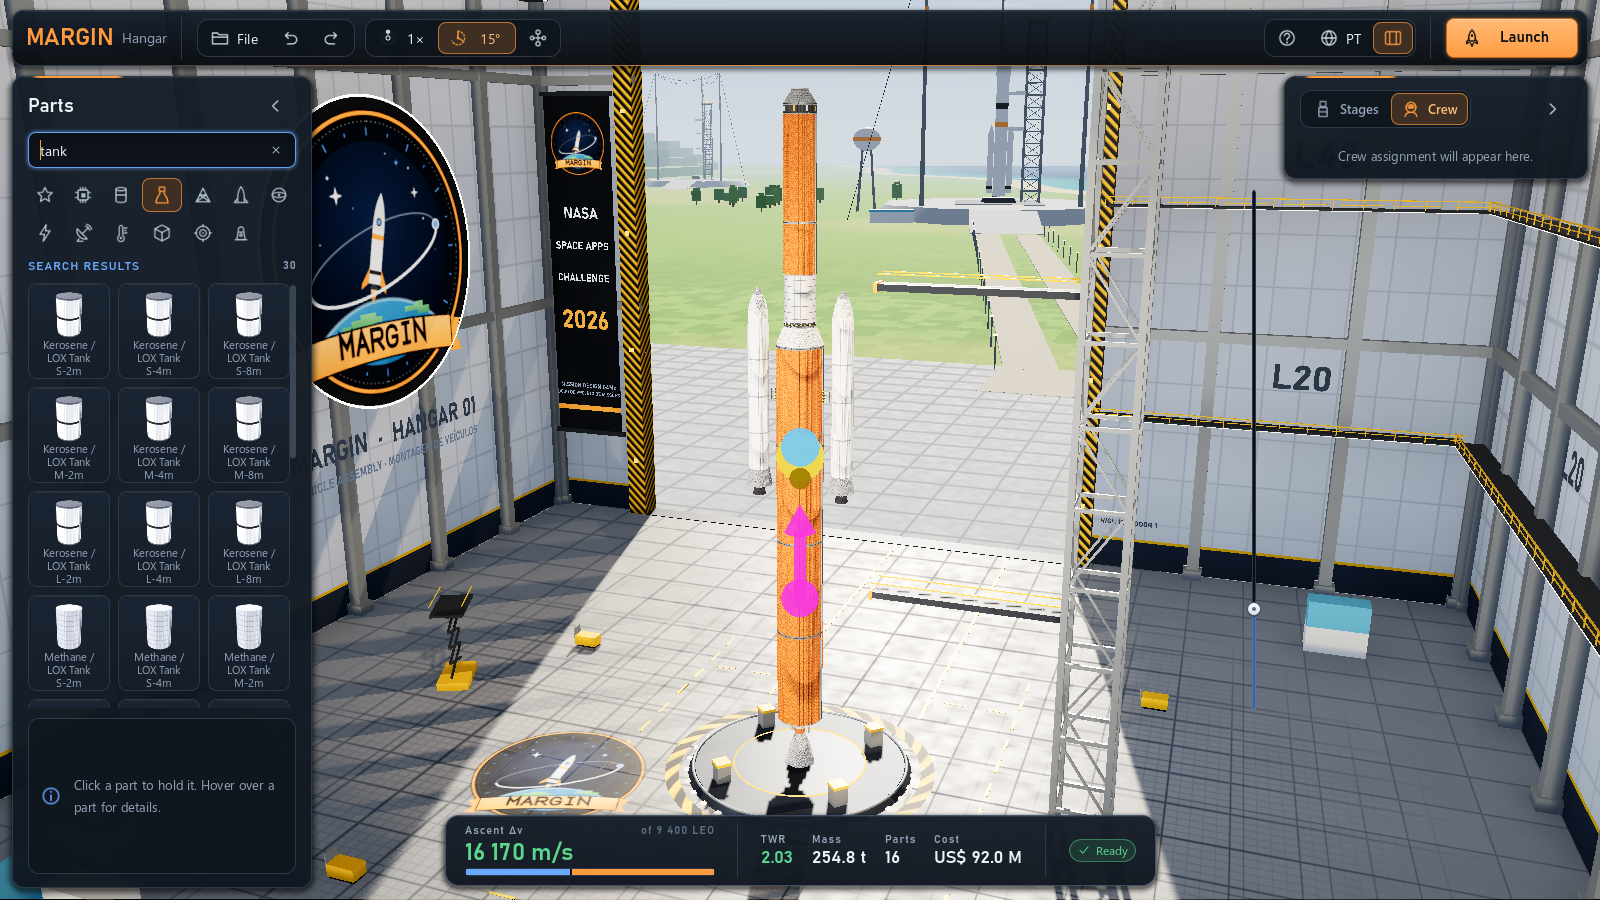 MARGIN Hangar
File
1×
15°
PT
Launch
Parts
tank
SEARCH RESULTS 30
Kerosene / LOX Tank S-2m
Kerosene / LOX Tank S-4m
Kerosene / LOX Tank S-8m
Kerosene / LOX Tank M-2m
Kerosene / LOX Tank M-4m
Kerosene / LOX Tank M-8m
Kerosene / LOX Tank L-2m
Kerosene / LOX Tank L-4m
Kerosene / LOX Tank L-8m
Methane / LOX Tank S-2m
Methane / LOX Tank S-4m
Methane / LOX Tank M-2m
Click a part to hold it. Hover over a
part for details.
MARGIN
MARGIN · HANGAR 01
MARGIN
NASA
SPACE APPS
CHALLENGE
2026
MARGIN
Stages
Crew
Crew assignment will appear here.
L20
L20
Ascent Δv of 9 400 LEO
16 170 m/s
TWR
2.03
Mass
254.8 t
Parts
16
Cost
US$ 92.0 M
Ready